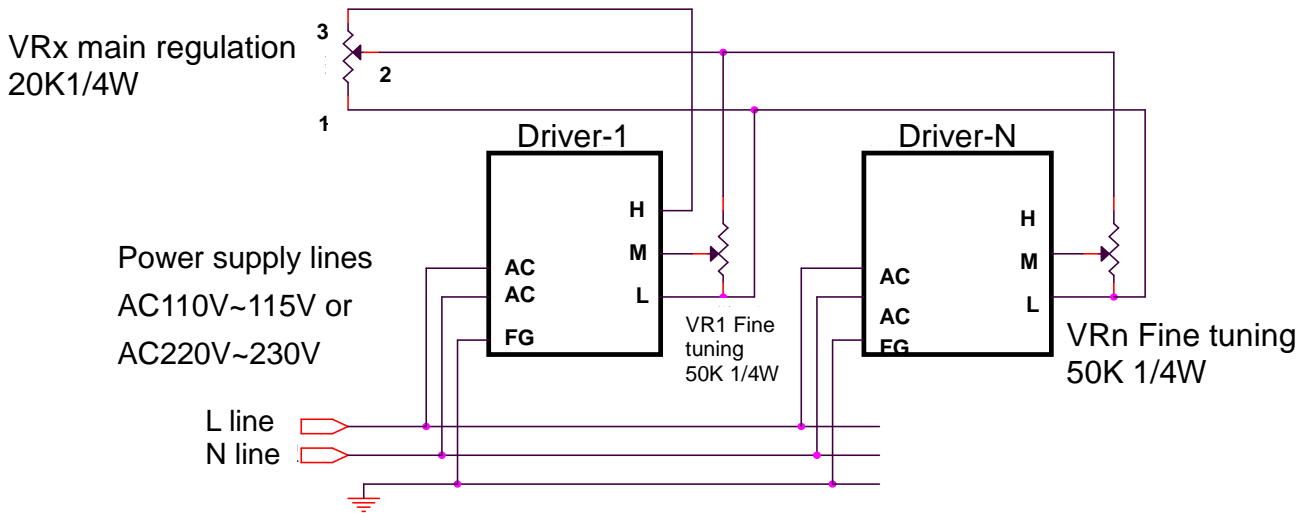 VRx main regulation
20K1/4W
3
2
1
Driver-1
Driver-N
H
M
L
AC
AC
FG
H
M
L
AC
AC
FG
Power supply lines
AC110V~115V or
AC220V~230V
VR1 Fine
tuning
50K 1/4W
VRn Fine tuning
50K 1/4W
L line
N line